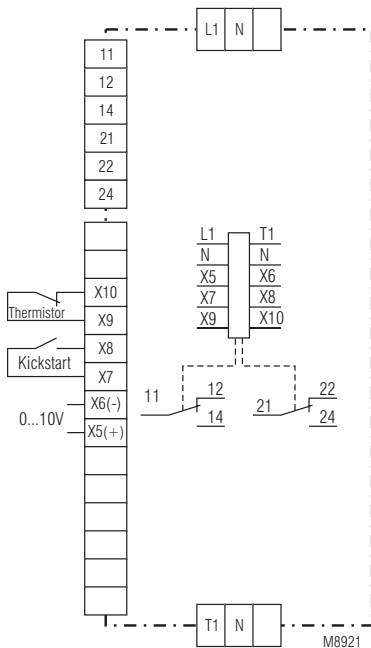 L1 N
11
12
14
21
22
24
X10
Thermistor
X9
X8
Kickstart
X7
X6(-)
0...10V
X5(+)
L1 T1
N N
X5 X6
X7 X8
X9 X10
11 12 14
21 22 24
T1 N
M8921